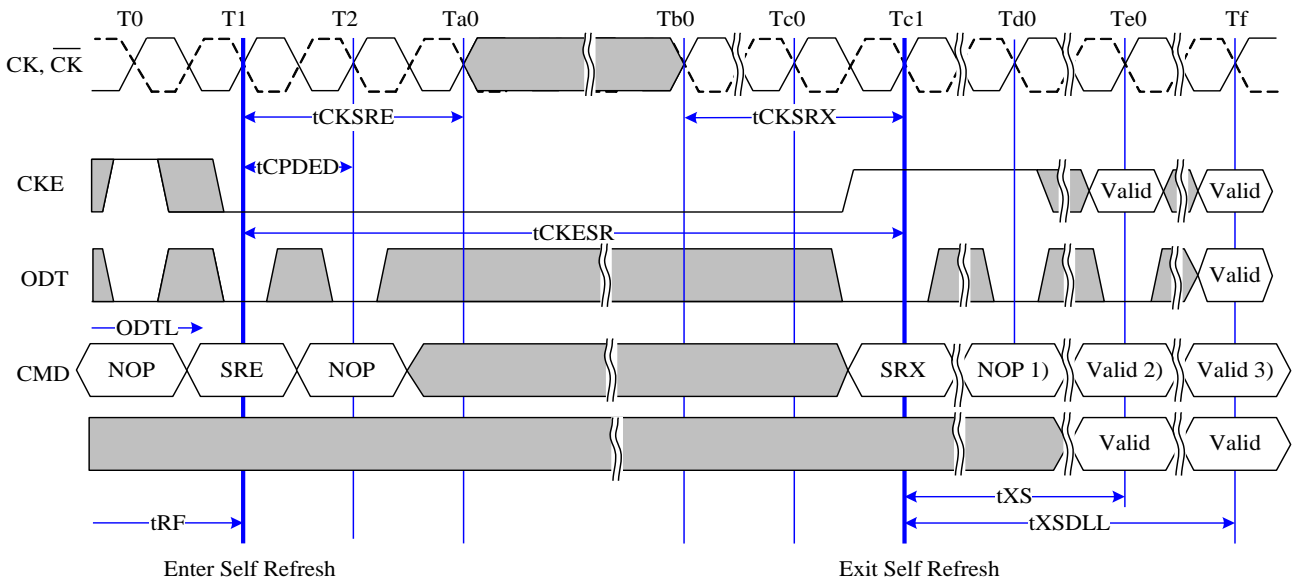 T0 T1 T2 Ta0 Tb0 Tc0 Tc1 Td0 Te0 Tf
CK, CK
tCKSRE tCKSRX
tCPDED
CKE Valid Valid
tCKESR
ODT Valid
ODTL
CMD NOP SRE NOP SRX NOP 1) Valid 2) Valid 3)
Valid Valid
tXS
tRF tXSDLL
Enter Self Refresh Exit Self Refresh